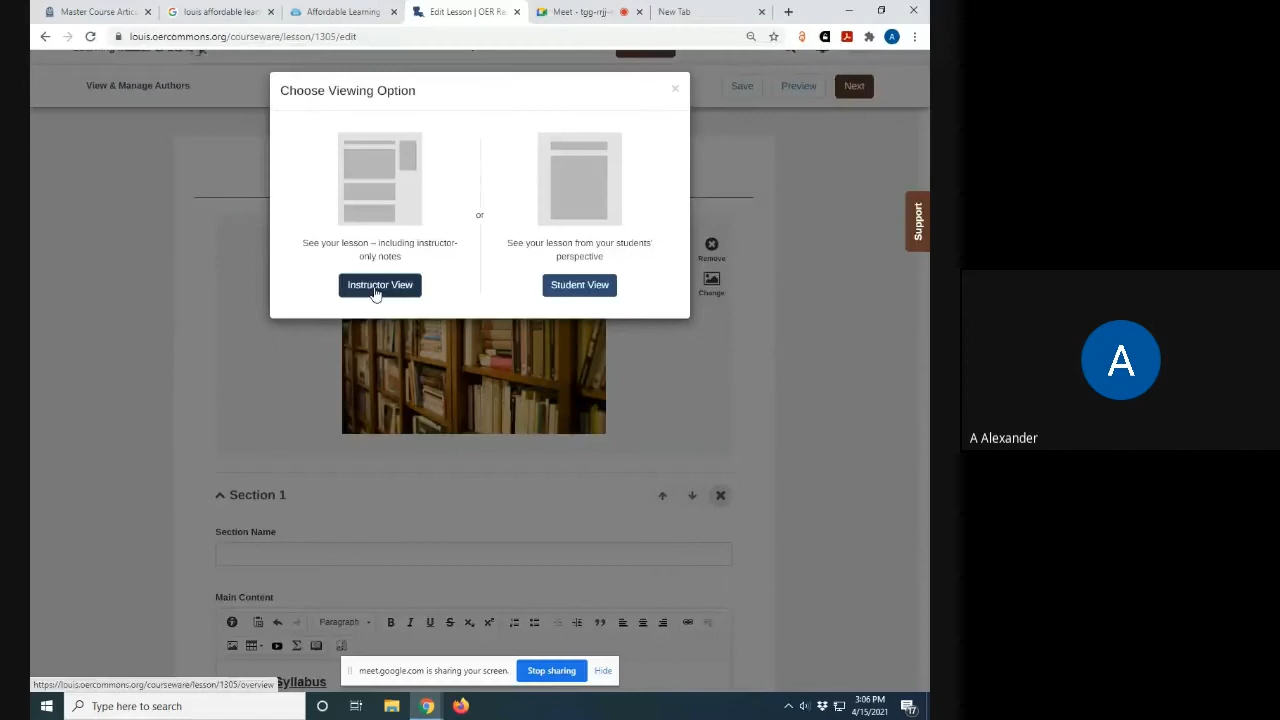 Master Course Artic
louis affordable lear
Affordable Learning
Edit Lesson | OER Re
Meet - tgg-rrjj-
New Tab
louis.oercommons.org/courseware/lesson/1305/edit
A
View & Manage Authors
Save
Preview
Next
Choose Viewing Option
See your lesson – including instructor-
only notes
Instructor View
or
See your lesson from your students'
perspective
Student View
Remove
Change
Support
A
A Alexander
Section 1
Section Name
Main Content
Paragraph
Syllabus
meet.google.com is sharing your screen.
Stop sharing
Hide
https://louis.oercommons.org/courseware/lesson/1305/overview
Type here to search
3:06 PM
4/15/2021
17